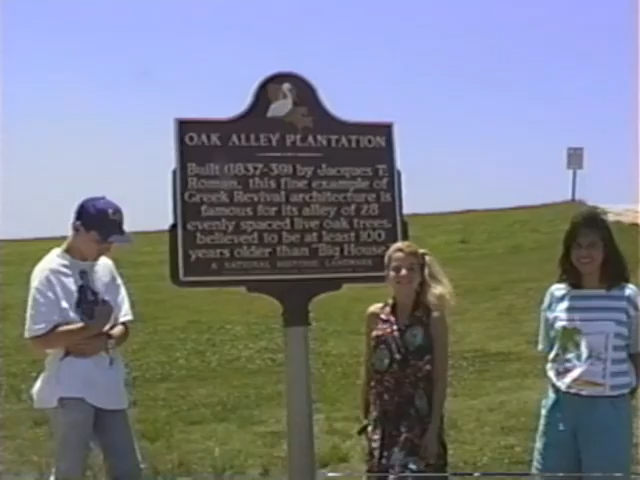 OAK ALLEY PLANTATION
Built (1837-39) by Jacques T.
Roman, this fine example of
Greek Revival architecture is
famous for its alley of 28
evenly spaced live oak trees
believed to be at least 100
years older than "Big House."
A NATIONAL HISTORIC LANDMARK